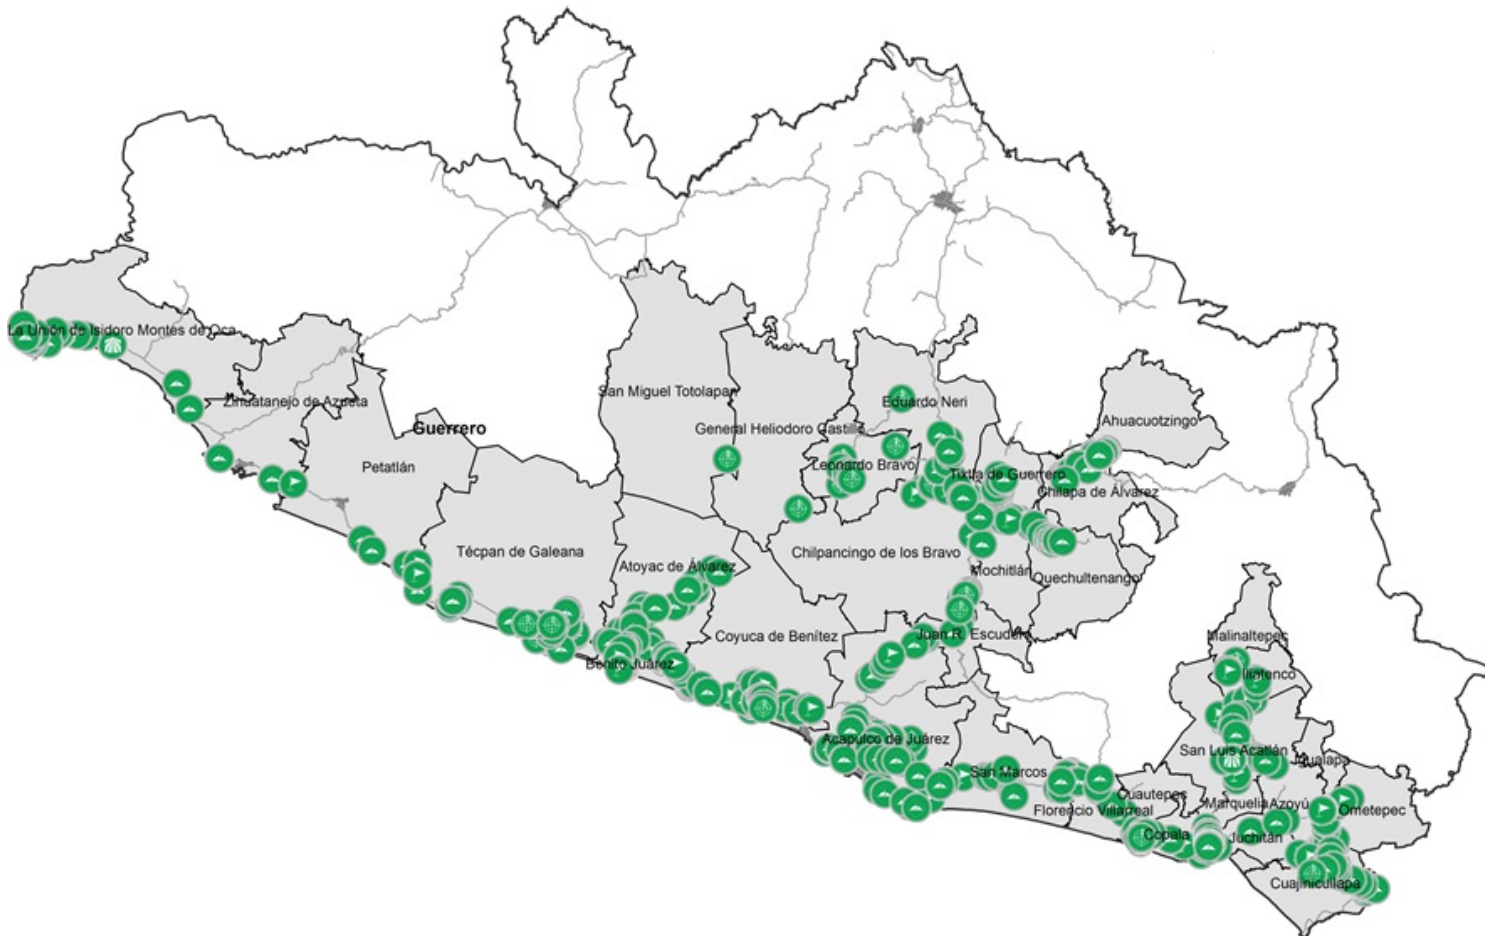 La Unión de Isidoro Montes de Oca
San Miguel Totolapan
Zihuatanejo de Azueta
Eduardo Neri
Guerrero
General Heliodoro Castillo
Ahuacuotzingo
Petatlán
Leonardo Bravo
Tixtla de Guerrero
Chilapa de Álvarez
Técpan de Galeana
Chilpancingo de los Bravo
Atoyac de Álvarez
Mochitlán
Quechultenango
Coyuca de Benítez
Juan R. Escudero
Malinaltepec
Benito Juárez
Iliatenco
Acapulco de Juárez
San Luis Acatlán
Igualapa
San Marcos
Cuautepec
Florencio Villarreal
Marquelia
Azoyú
Ometepec
Copala
Juchitán
Cuajinicuilapa